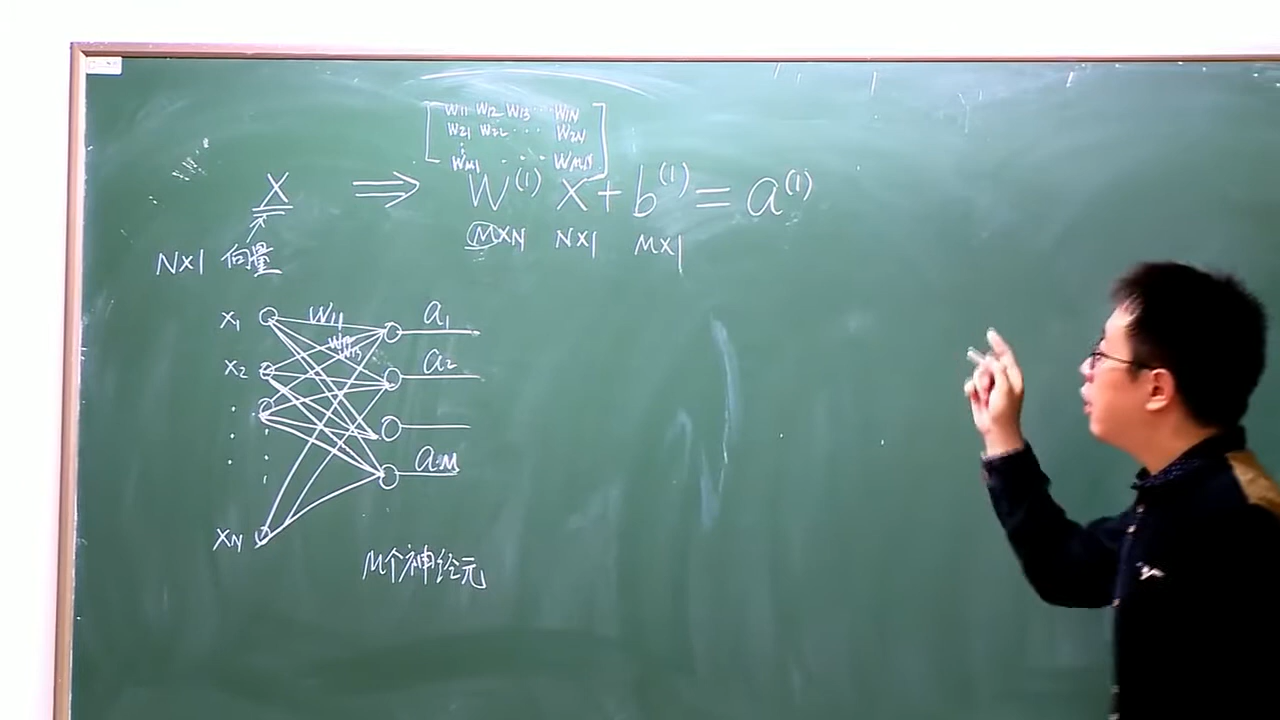 w11 w12 w13 ... w1N
w21 w22 ... w2N
wM1 ... wMN
X ⇒ W(1) X + b(1) = a(1)
M×N N×1 M×1
N×1 向量
x1 w11 a1
w12
w13
x2 a2
aM
xN
M个神经元